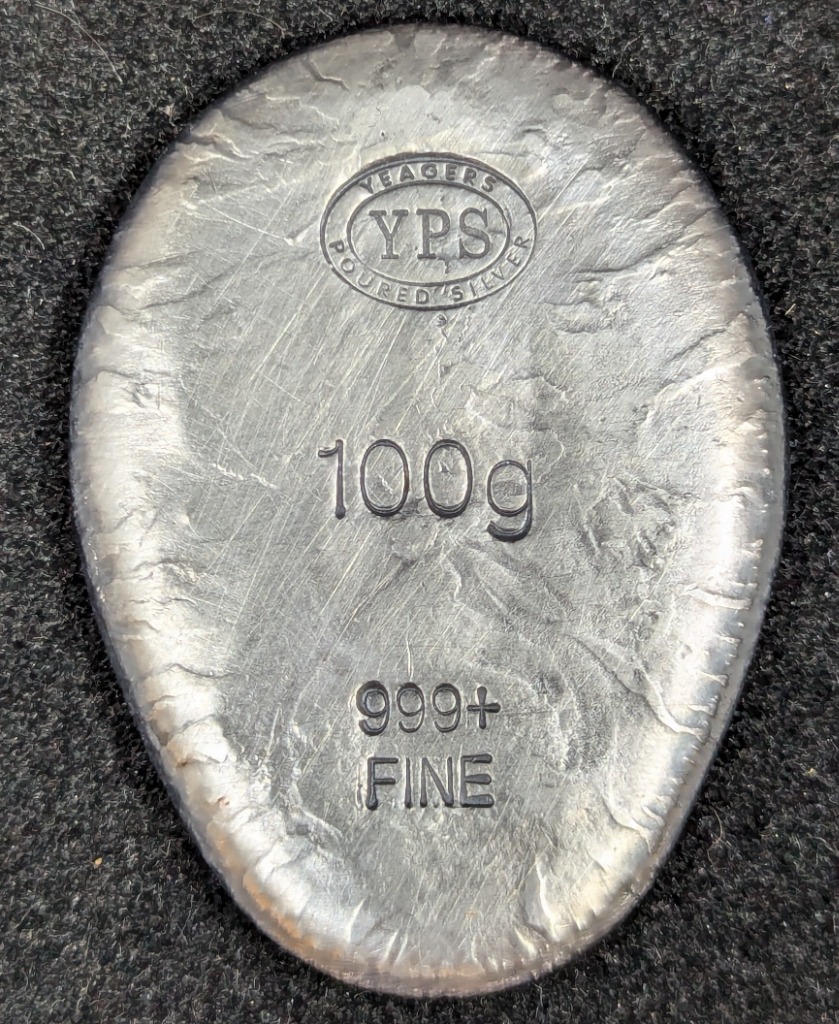 YEAGERS
YPS
POURED SILVER
100g
999+
FINE